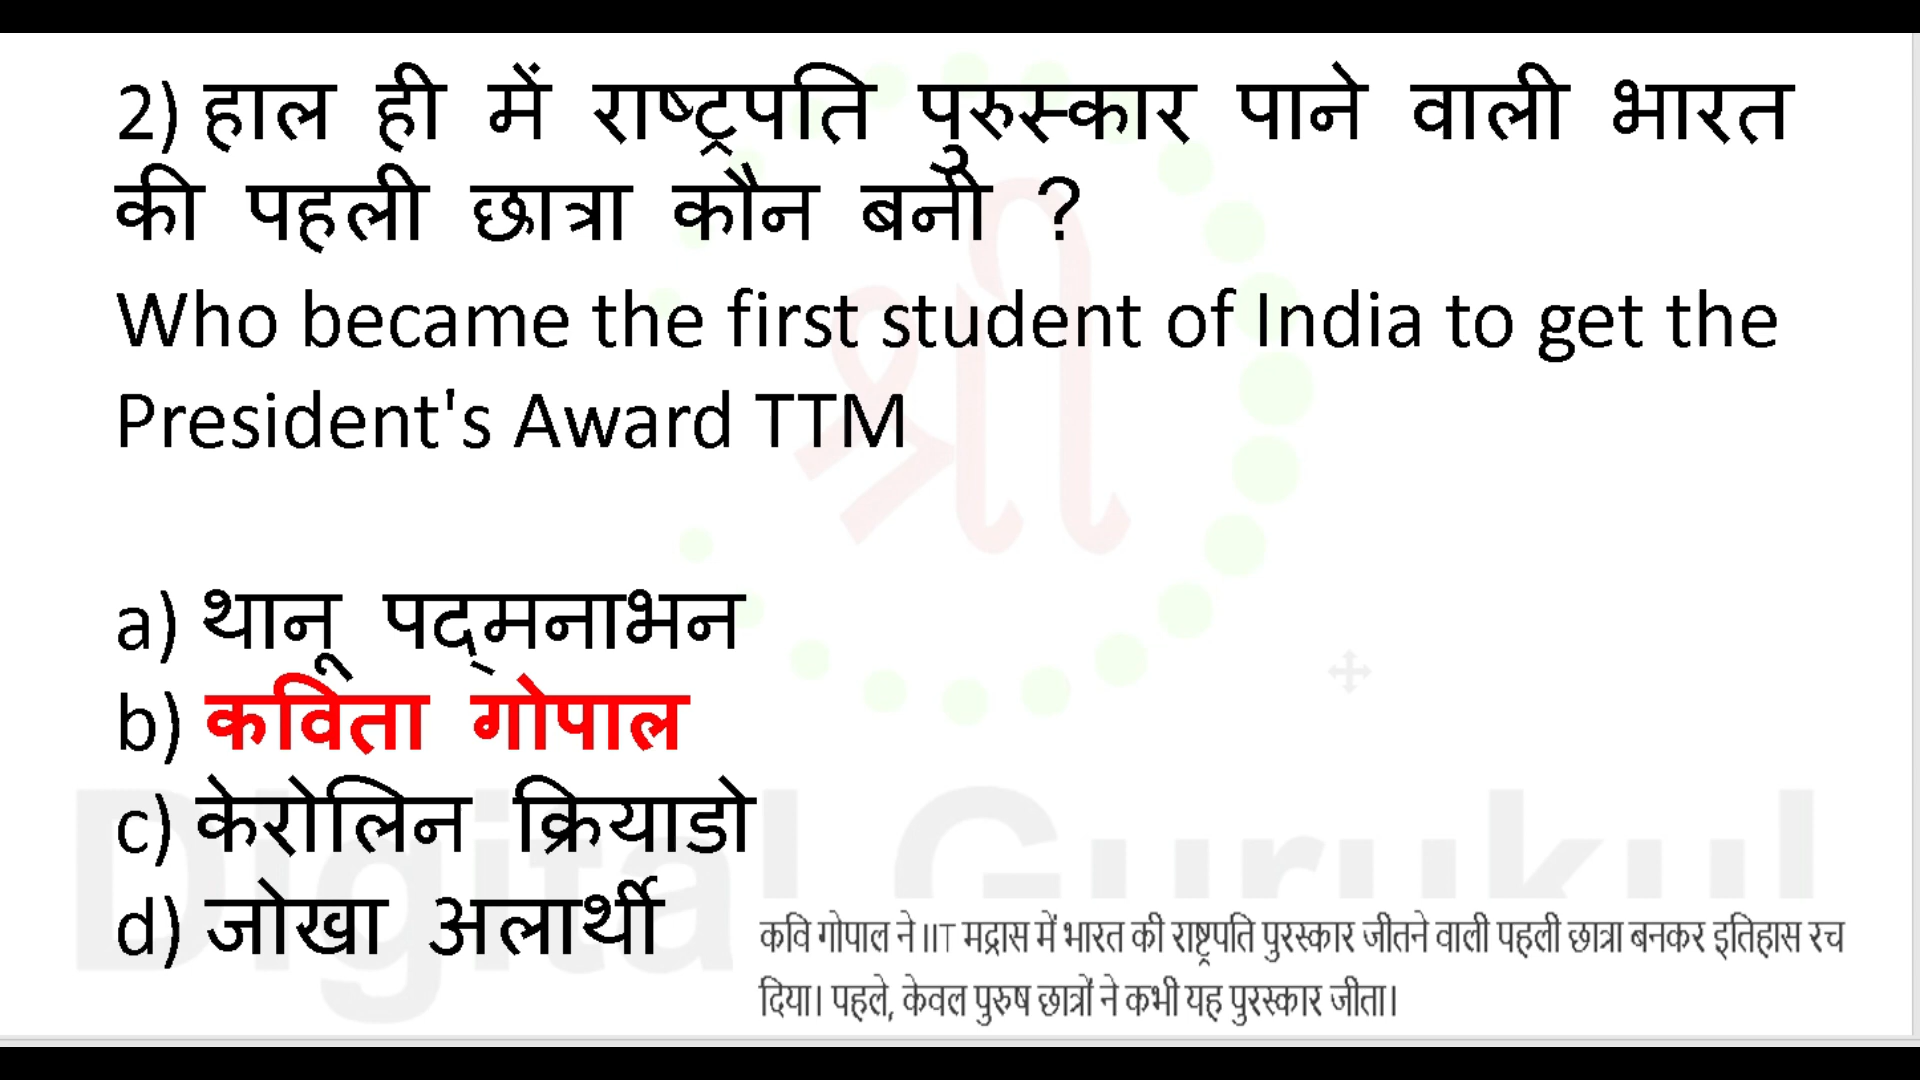 2) हाल ही में राष्ट्रपति पुरुस्कार पाने वाली भारत
की पहली छात्रा कौन बनी ?
Who became the first student of India to get the
President's Award TTM
a) थानू पद्मनाभन
b) कविता गोपाल
c) केरोलिन क्रियाडो
d) जोखा अलार्थी
कवि गोपाल ने IIT मद्रास में भारत की राष्ट्रपति पुरस्कार जीतने वाली पहली छात्रा बनकर इतिहास रच
दिया। पहले, केवल पुरुष छात्रों ने कभी यह पुरस्कार जीता।
श्री
Digital Gurukul